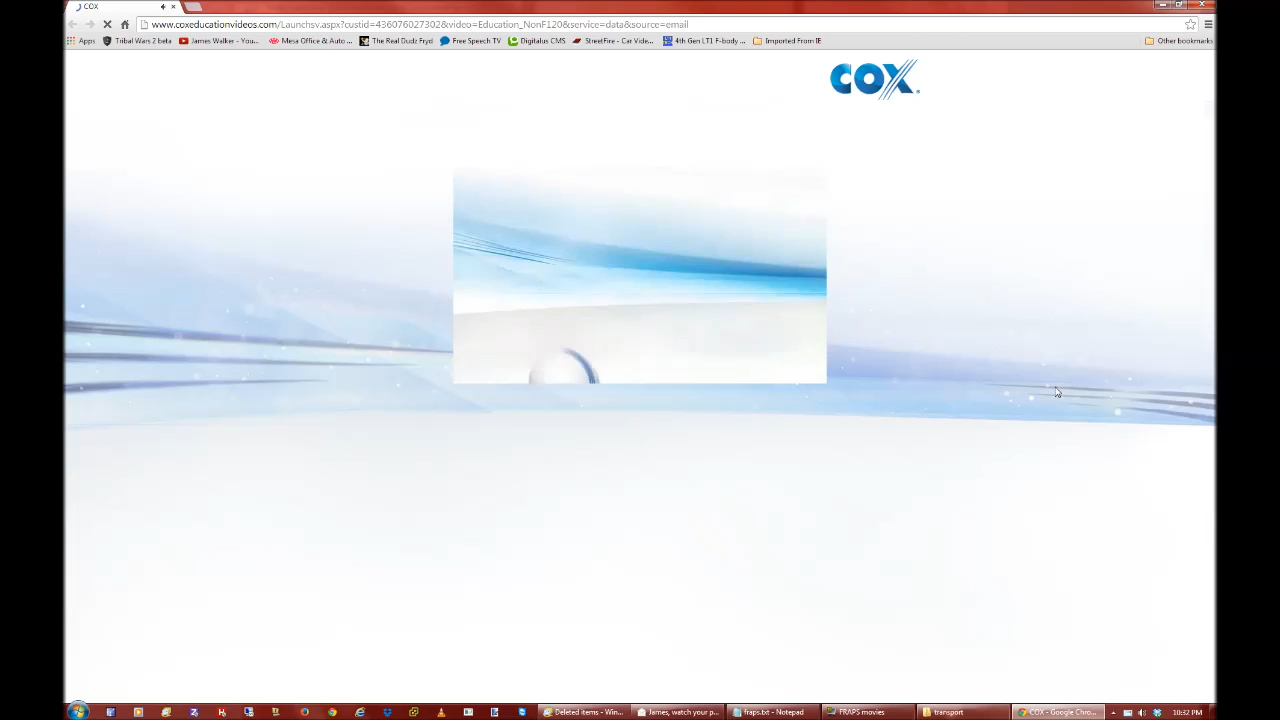 COX
www.coxeducationvideos.com/Launchsv.aspx?custid=436076027302&video=Education_NonF120&service=data&source=email
Apps Tribal Wars 2 beta James Walker - You... Mesa Office & Auto ... The Real Dudz Fryd Free Speech TV Digitalus CMS StreetFire - Car Vide... 4th Gen LT1 F-body ... Imported From IE Other bookmarks
COX
Deleted items - Win... James, watch your p... fraps.txt - Notepad FRAPS movies transport COX - Google Chro... 10:32 PM